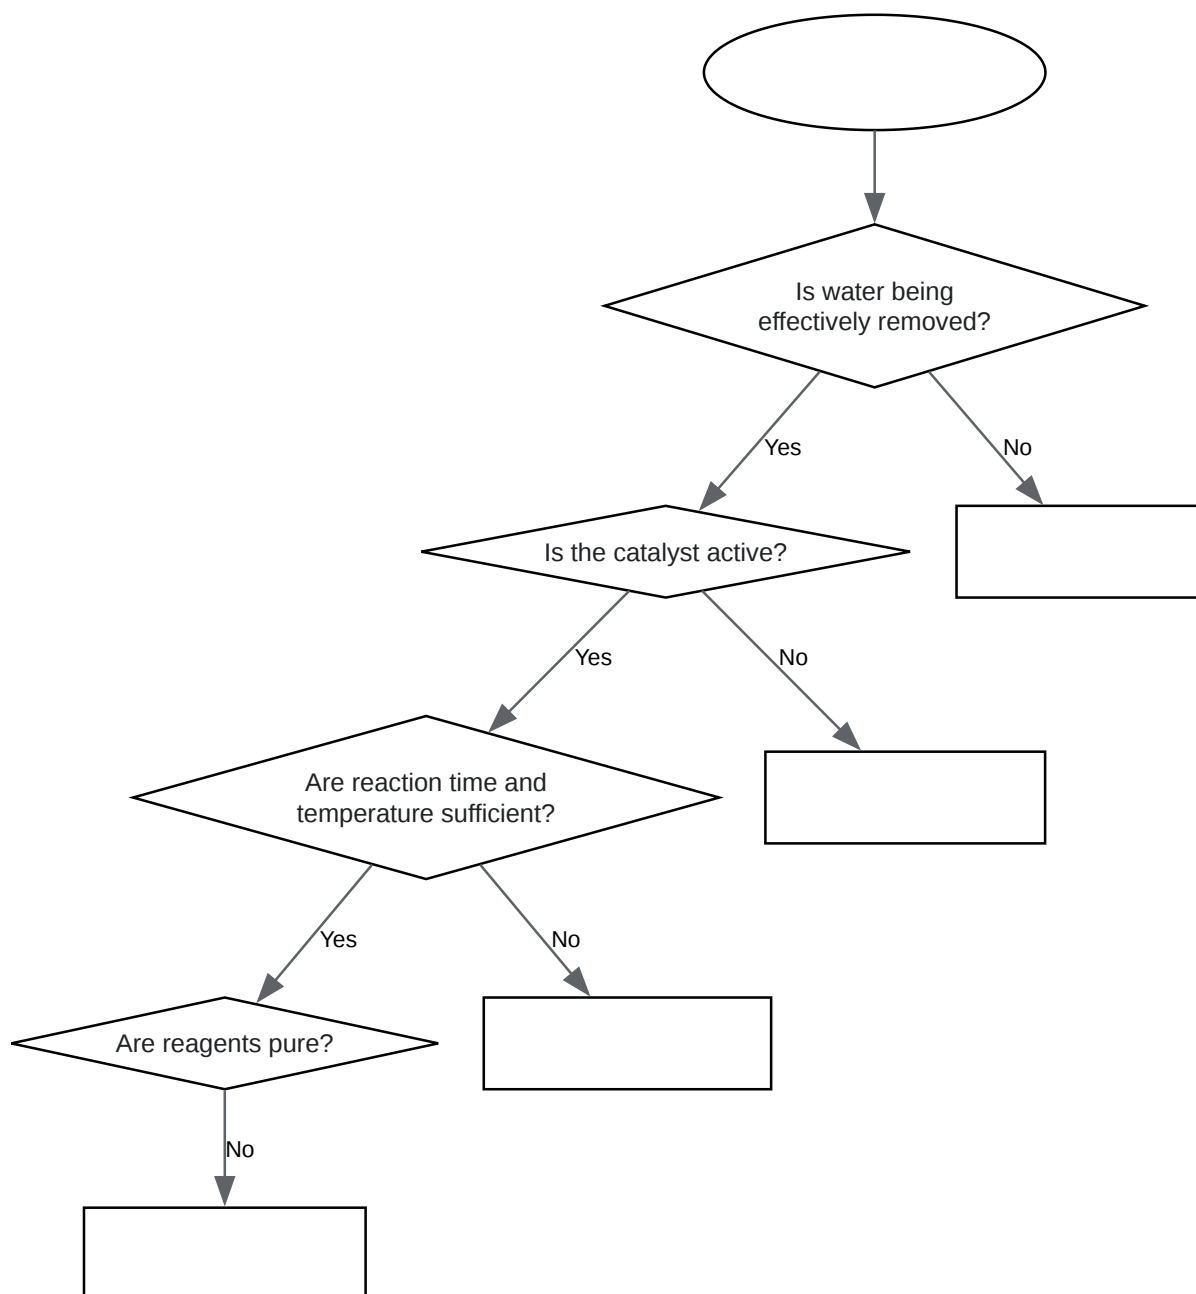 Is water being
effectively removed?
Yes
No
Is the catalyst active?
Yes
No
Are reaction time and
temperature sufficient?
Yes
No
Are reagents pure?
No